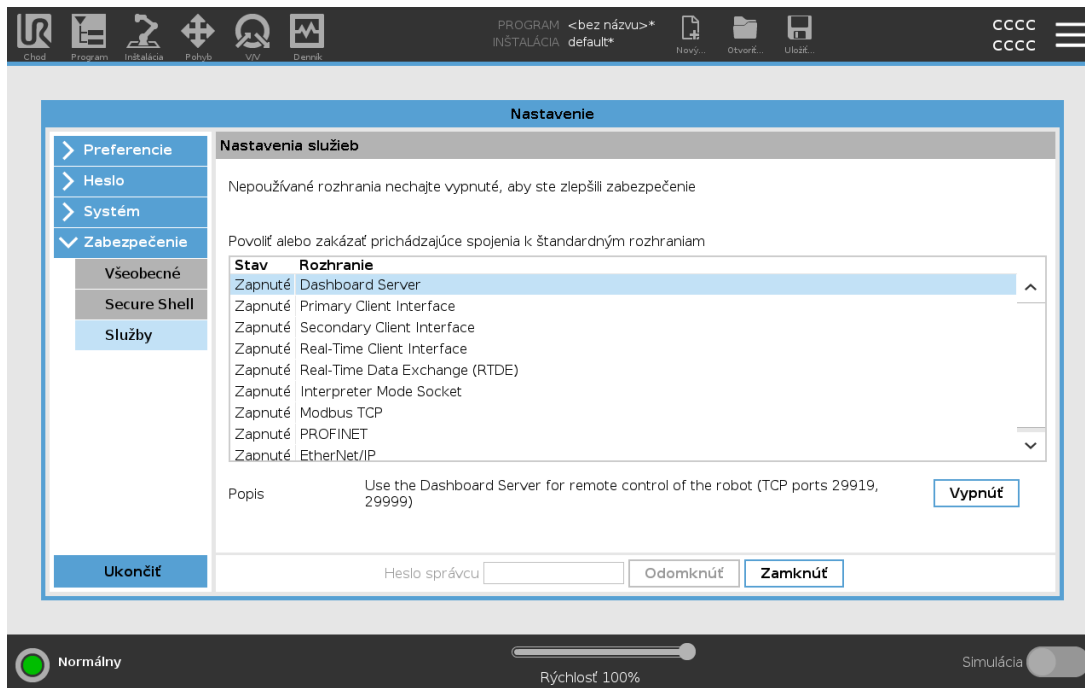 PROGRAM <bez názvu>*
INŠTALÁCIA default*
Chod Program Inštalácia Pohyb V/V Denník Nový... Otvoriť... Uložiť...
CCCC
CCCC
Nastavenie
Preferencie
Heslo
Systém
Zabezpečenie
Všeobecné
Secure Shell
Služby
Ukončiť
Nastavenia služieb
Nepoužívané rozhrania nechajte vypnuté, aby ste zlepšili zabezpečenie
Povoliť alebo zakázať prichádzajúce spojenia k štandardným rozhraniam
Stav Rozhranie
Zapnuté Dashboard Server
Zapnuté Primary Client Interface
Zapnuté Secondary Client Interface
Zapnuté Real-Time Client Interface
Zapnuté Real-Time Data Exchange (RTDE)
Zapnuté Interpreter Mode Socket
Zapnuté Modbus TCP
Zapnuté PROFINET
Zapnuté EtherNet/IP
Popis Use the Dashboard Server for remote control of the robot (TCP ports 29919,
29999)
Vypnúť
Heslo správcu Odomknúť Zamknúť
Normálny
Rýchlosť 100%
Simulácia